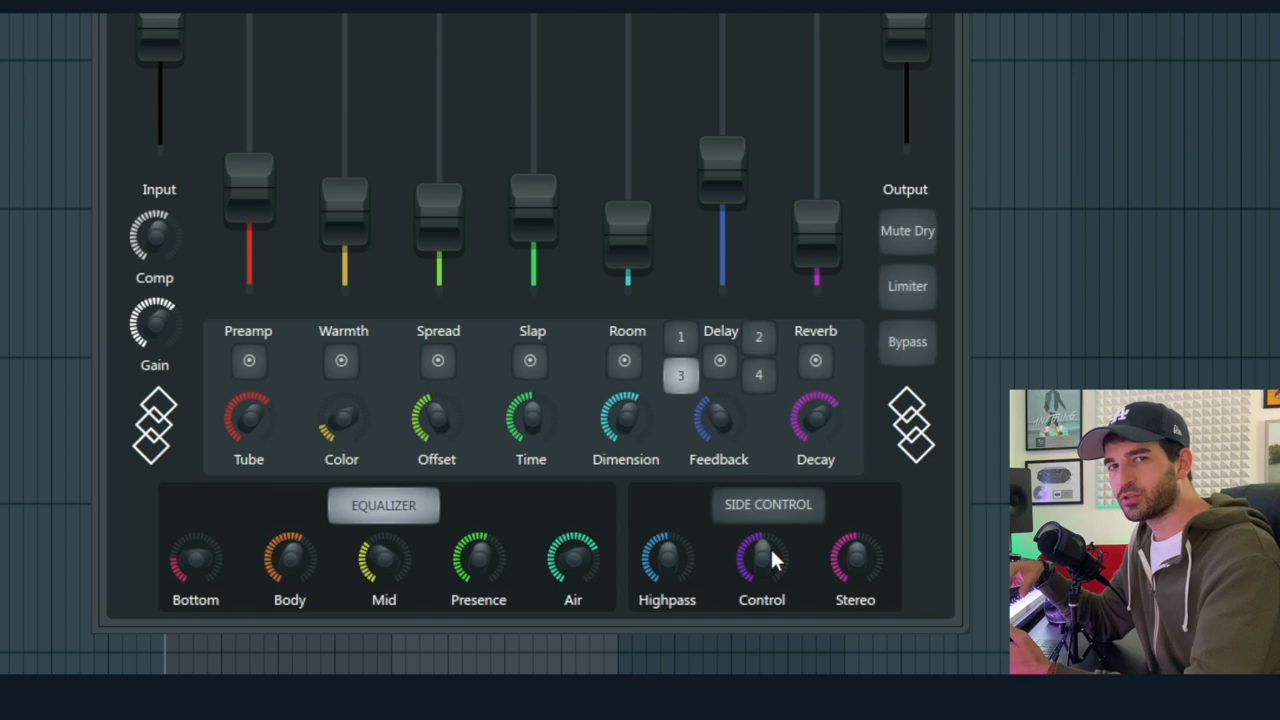 Input
Output
Mute Dry
Comp
Limiter
Preamp Warmth Spread Slap Room 1 Delay 2 Reverb
Bypass
Gain
3 4
Tube Color Offset Time Dimension Feedback Decay
EQUALIZER SIDE CONTROL
Bottom Body Mid Presence Air Highpass Control Stereo